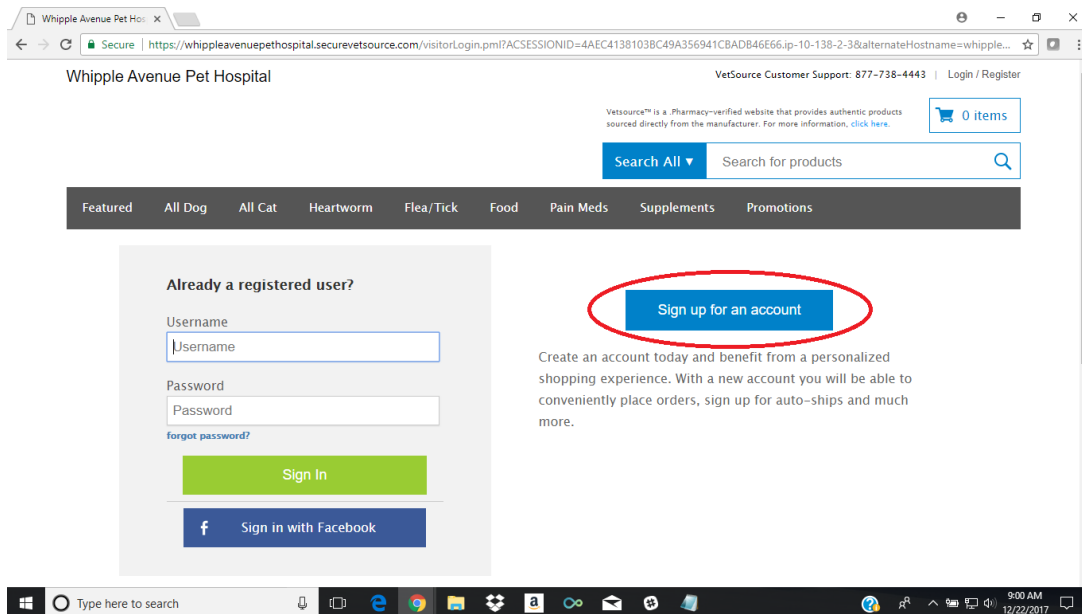 Whipple Avenue Pet Hos
Secure | https://whippleavenuepethospital.securevetsource.com/visitorLogin.pml?ACSESSIONID=4AEC4138103BC49A356941CBADB46E66.ip-10-138-2-3&alternateHostname=whipple...
Whipple Avenue Pet Hospital
VetSource Customer Support: 877-738-4443 | Login / Register
Vetsource™ is a .Pharmacy-verified website that provides authentic products
sourced directly from the manufacturer. For more information, click here.
0 items
Search All ▼ Search for products
Featured All Dog All Cat Heartworm Flea/Tick Food Pain Meds Supplements Promotions
Already a registered user?
Username
Username
Password
Password
forgot password?
Sign In
f Sign in with Facebook
Sign up for an account
Create an account today and benefit from a personalized
shopping experience. With a new account you will be able to
conveniently place orders, sign up for auto-ships and much
more.
Type here to search
9:00 AM
12/22/2017